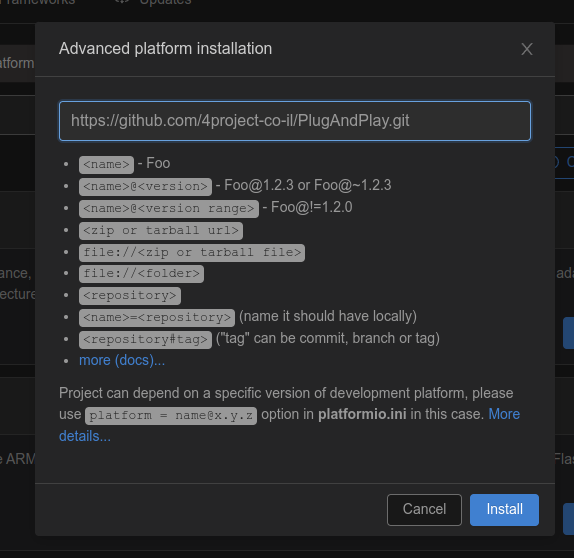 Frameworks Updates
Advanced platform installation
atform
https://github.com/4project-co-il/PlugAndPlay.git
<name> - Foo
<name>@<version> - Foo@1.2.3 or Foo@~1.2.3
<name>@<version range> - Foo@!=1.2.0
<zip or tarball url>
file://<zip or tarball file>
file://<folder>
<repository>
<name>=<repository> (name it should have locally)
<repository#tag> ("tag" can be commit, branch or tag)
more (docs)...
Project can depend on a specific version of development platform, please
use platform = name@x.y.z option in platformio.ini in this case. More
details...
Cancel Install
ance,
ecture
e ARM
Flas